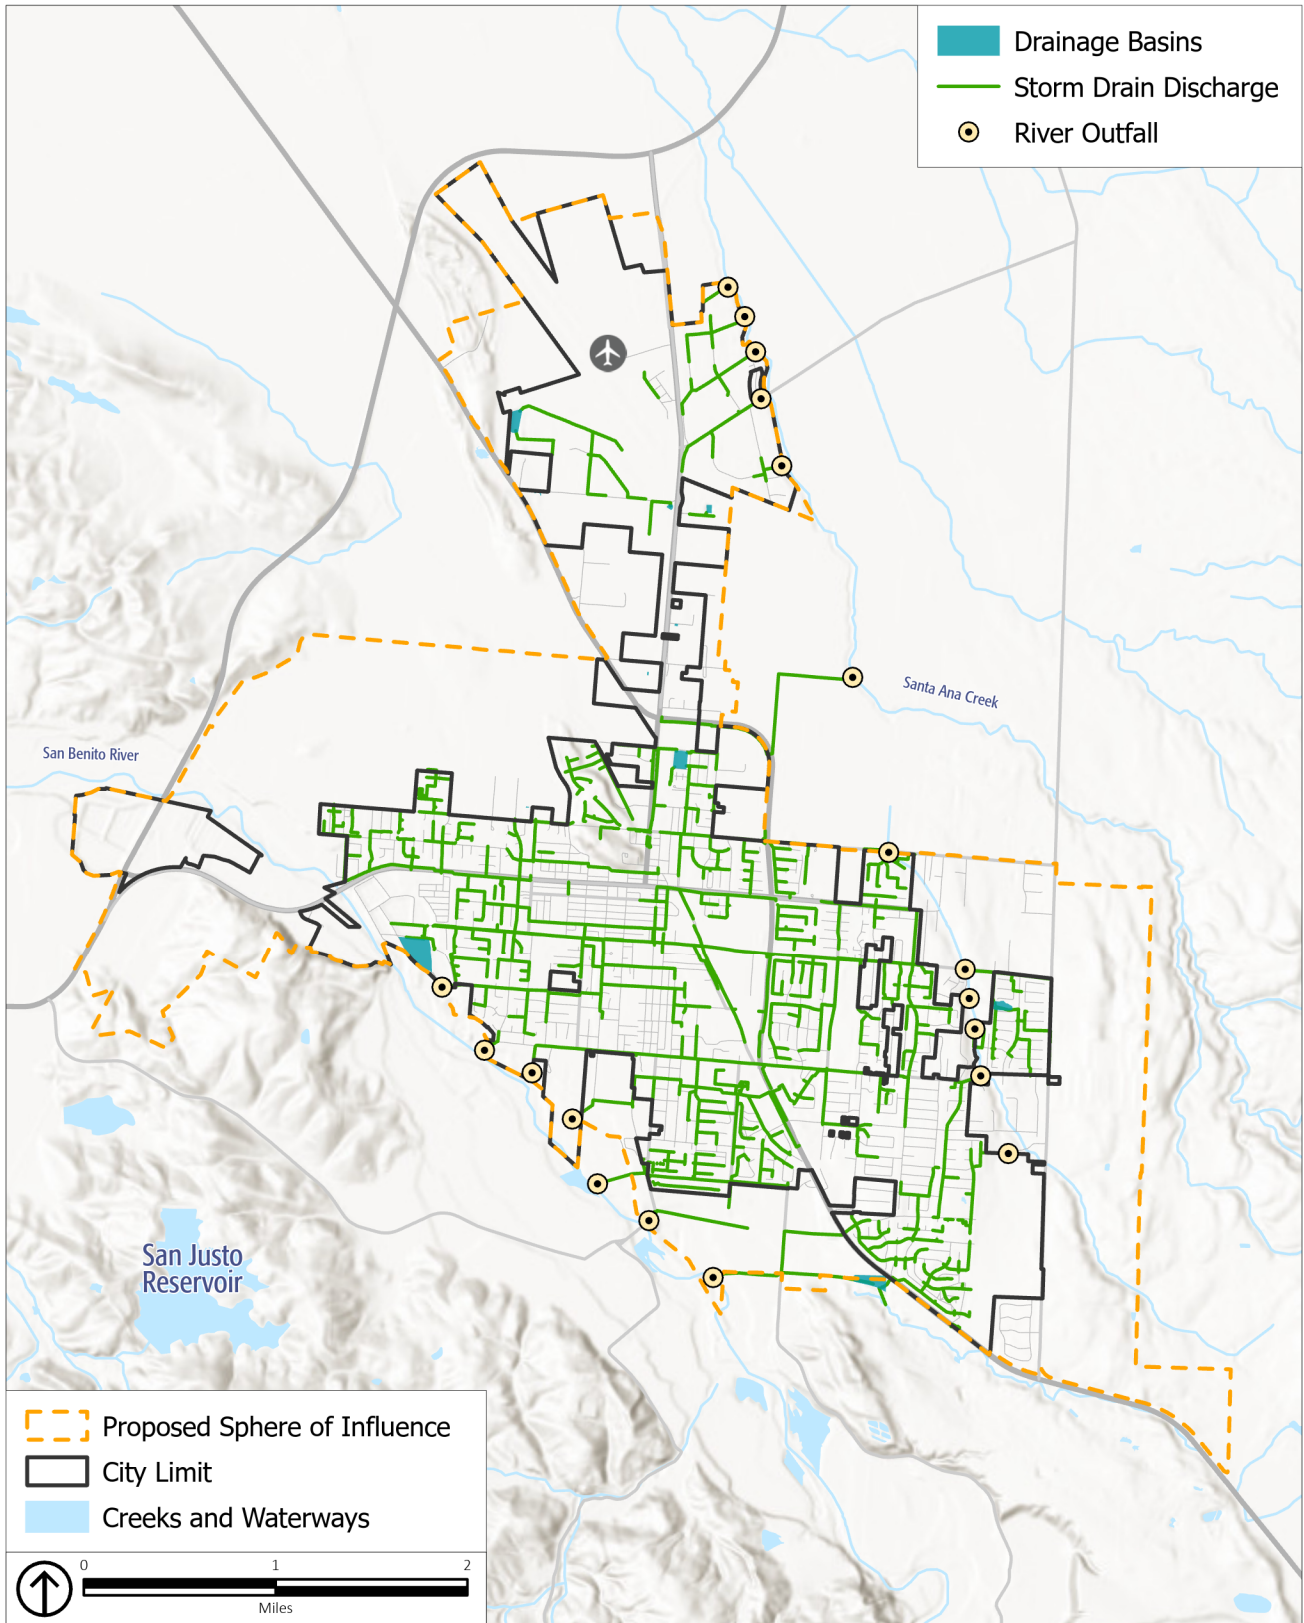 Drainage Basins
Storm Drain Discharge
River Outfall
Santa Ana Creek
San Benito River
San Justo
Reservoir
Proposed Sphere of Influence
City Limit
Creeks and Waterways
0 1 2
Miles